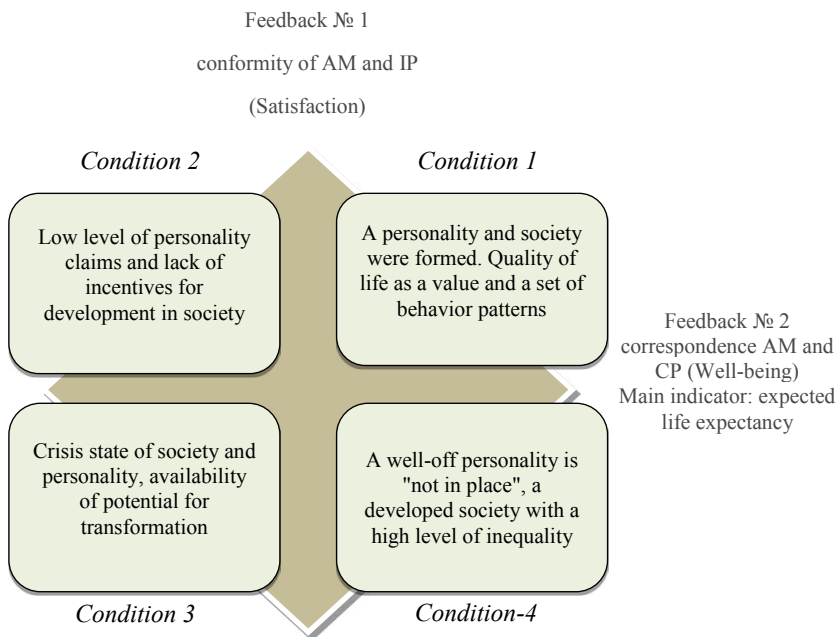 Feedback № 1
conformity of AM and IP
(Satisfaction)
Condition 2
Condition 1
Low level of personality
claims and lack of
incentives for
development in society
A personality and society
were formed. Quality of
life as a value and a set of
behavior patterns
Feedback № 2
correspondence AM and
CP (Well-being)
Main indicator: expected
life expectancy
Crisis state of society and
personality, availability
of potential for
transformation
A well-off personality is
"not in place", a
developed society with a
high level of inequality
Condition 3
Condition-4